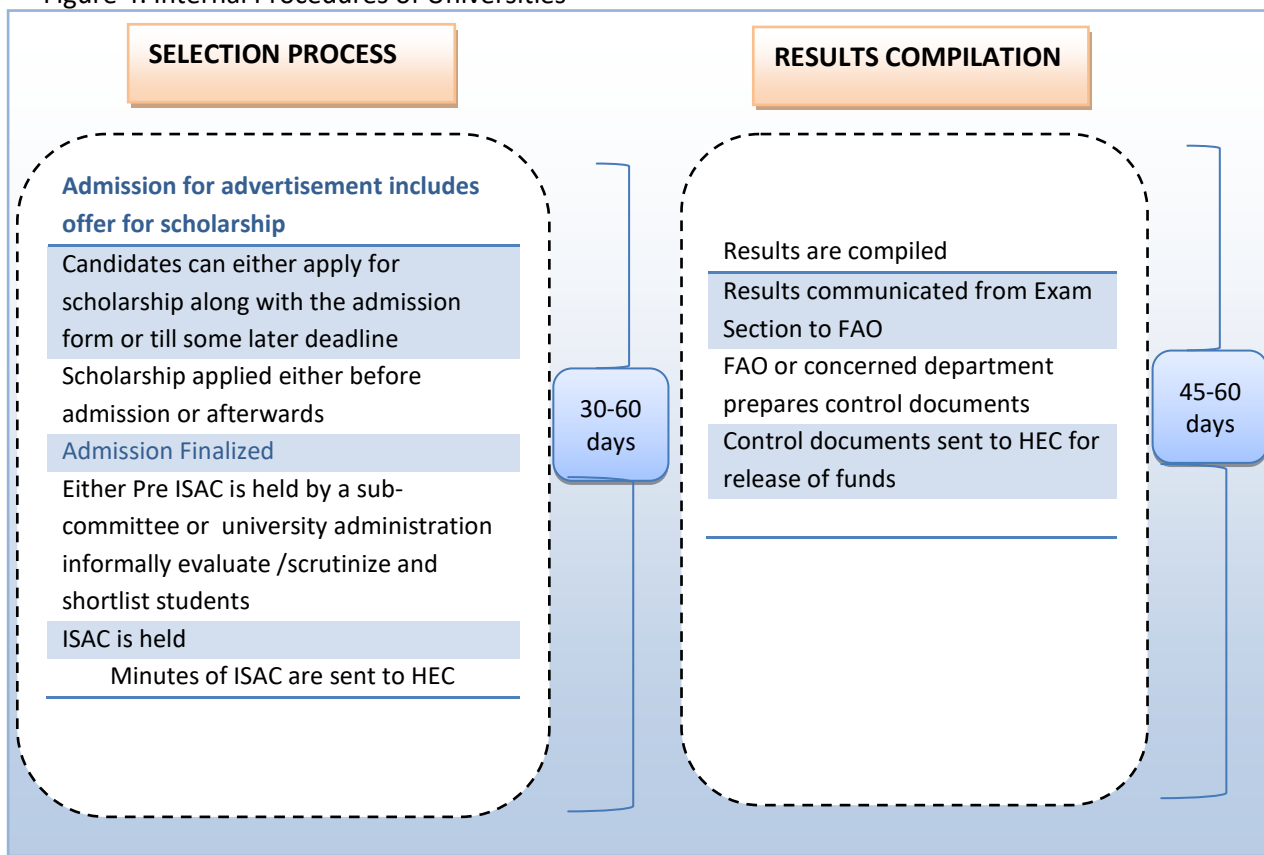 Figure 4: Internal Procedures of Universities
SELECTION PROCESS
Admission for advertisement includes
offer for scholarship
Candidates can either apply for
scholarship along with the admission
form or till some later deadline
Scholarship applied either before
admission or afterwards
Admission Finalized
Either Pre ISAC is held by a sub-
committee or university administration
informally evaluate /scrutinize and
shortlist students
ISAC is held
Minutes of ISAC are sent to HEC
30-60
days
RESULTS COMPILATION
Results are compiled
Results communicated from Exam
Section to FAO
FAO or concerned department
prepares control documents
Control documents sent to HEC for
release of funds
45-60
days